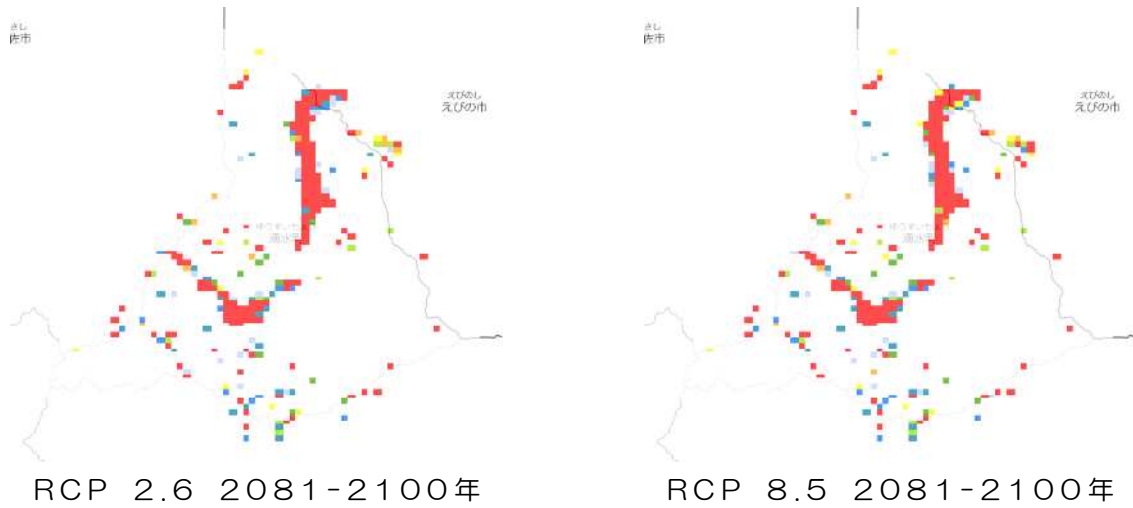 さし
佐市
えびのし
えびの市
RCP 2.6 2081-2100年
さし
佐市
えびのし
えびの市
RCP 8.5 2081-2100年